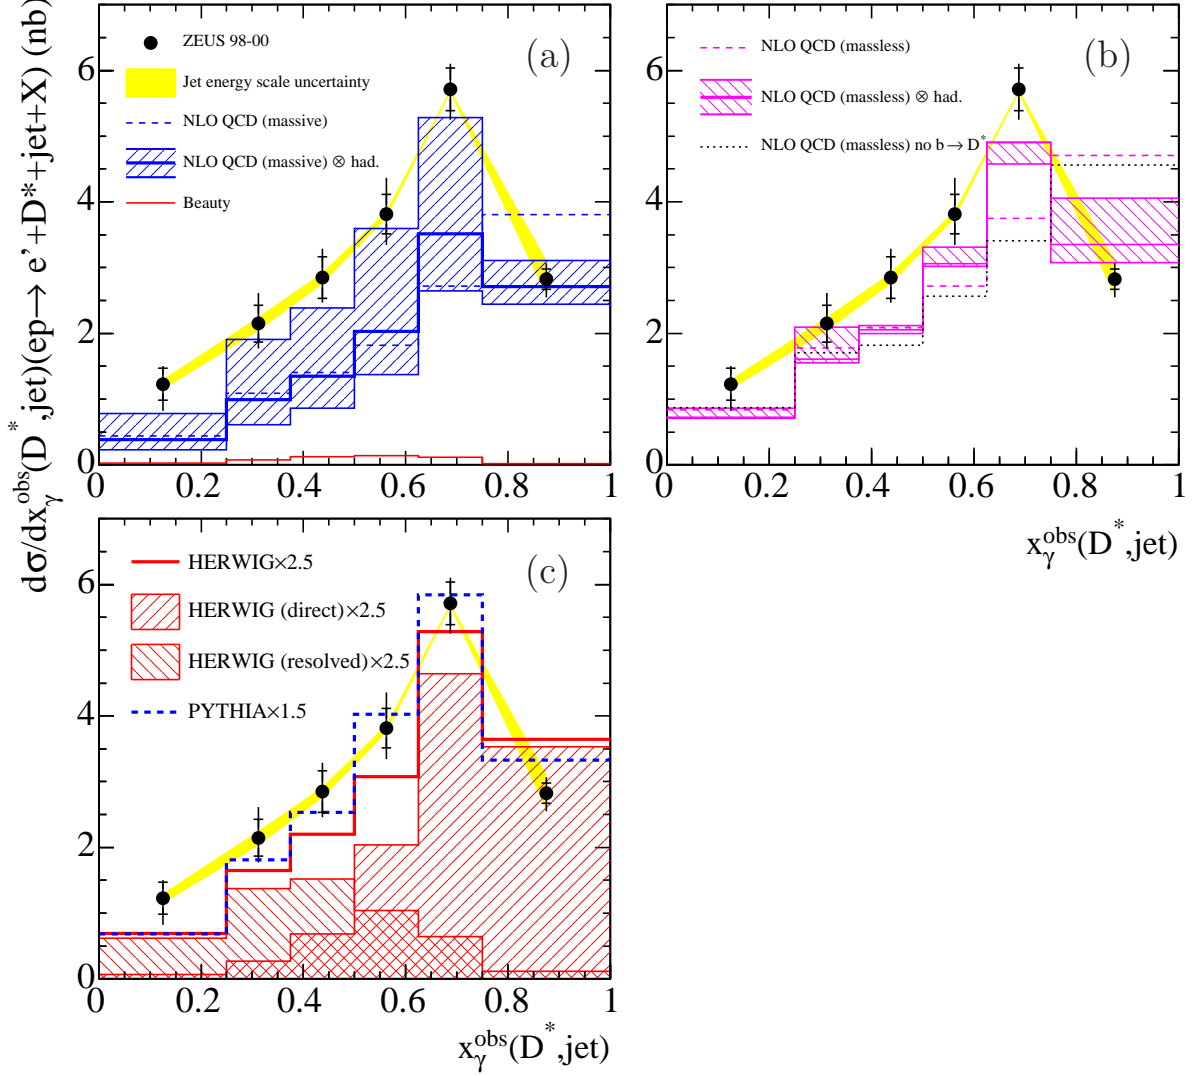 dσ/dx_γ^obs(D*,jet)(ep→ e'+D*+jet+X) (nb)
(a)
ZEUS 98-00
Jet energy scale uncertainty
NLO QCD (massive)
NLO QCD (massive) ⊗ had.
Beauty
6
4
2
0
0 0.2 0.4 0.6 0.8 1
(b)
NLO QCD (massless)
NLO QCD (massless) ⊗ had.
NLO QCD (massless) no b→D*
6
4
2
0
0 0.2 0.4 0.6 0.8 1
x_γ^obs(D*,jet)
(c)
HERWIG×2.5
HERWIG (direct)×2.5
HERWIG (resolved)×2.5
PYTHIA×1.5
6
4
2
0
0 0.2 0.4 0.6 0.8 1
x_γ^obs(D*,jet)